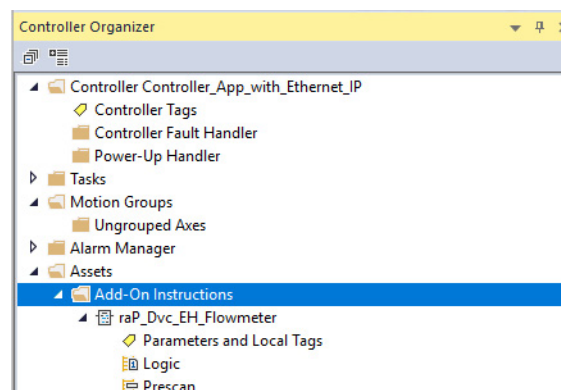 Controller Organizer
Controller Controller_App_with_Ethernet_IP
Controller Tags
Controller Fault Handler
Power-Up Handler
Tasks
Motion Groups
Ungrouped Axes
Alarm Manager
Assets
Add-On Instructions
raP_Dvc_EH_Flowmeter
Parameters and Local Tags
Logic
Prescan